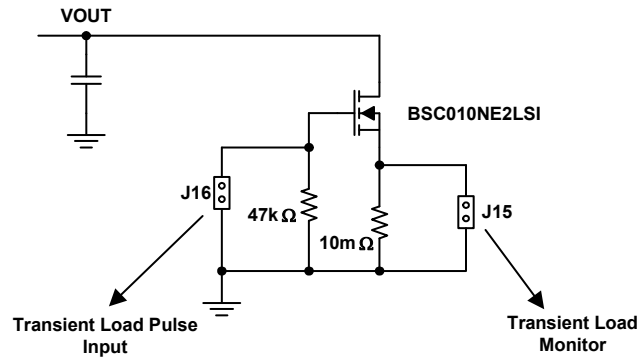 VOUT
BSC010NE2LSI
J16
47kΩ
10mΩ
J15
Transient Load Pulse
Input
Transient Load
Monitor